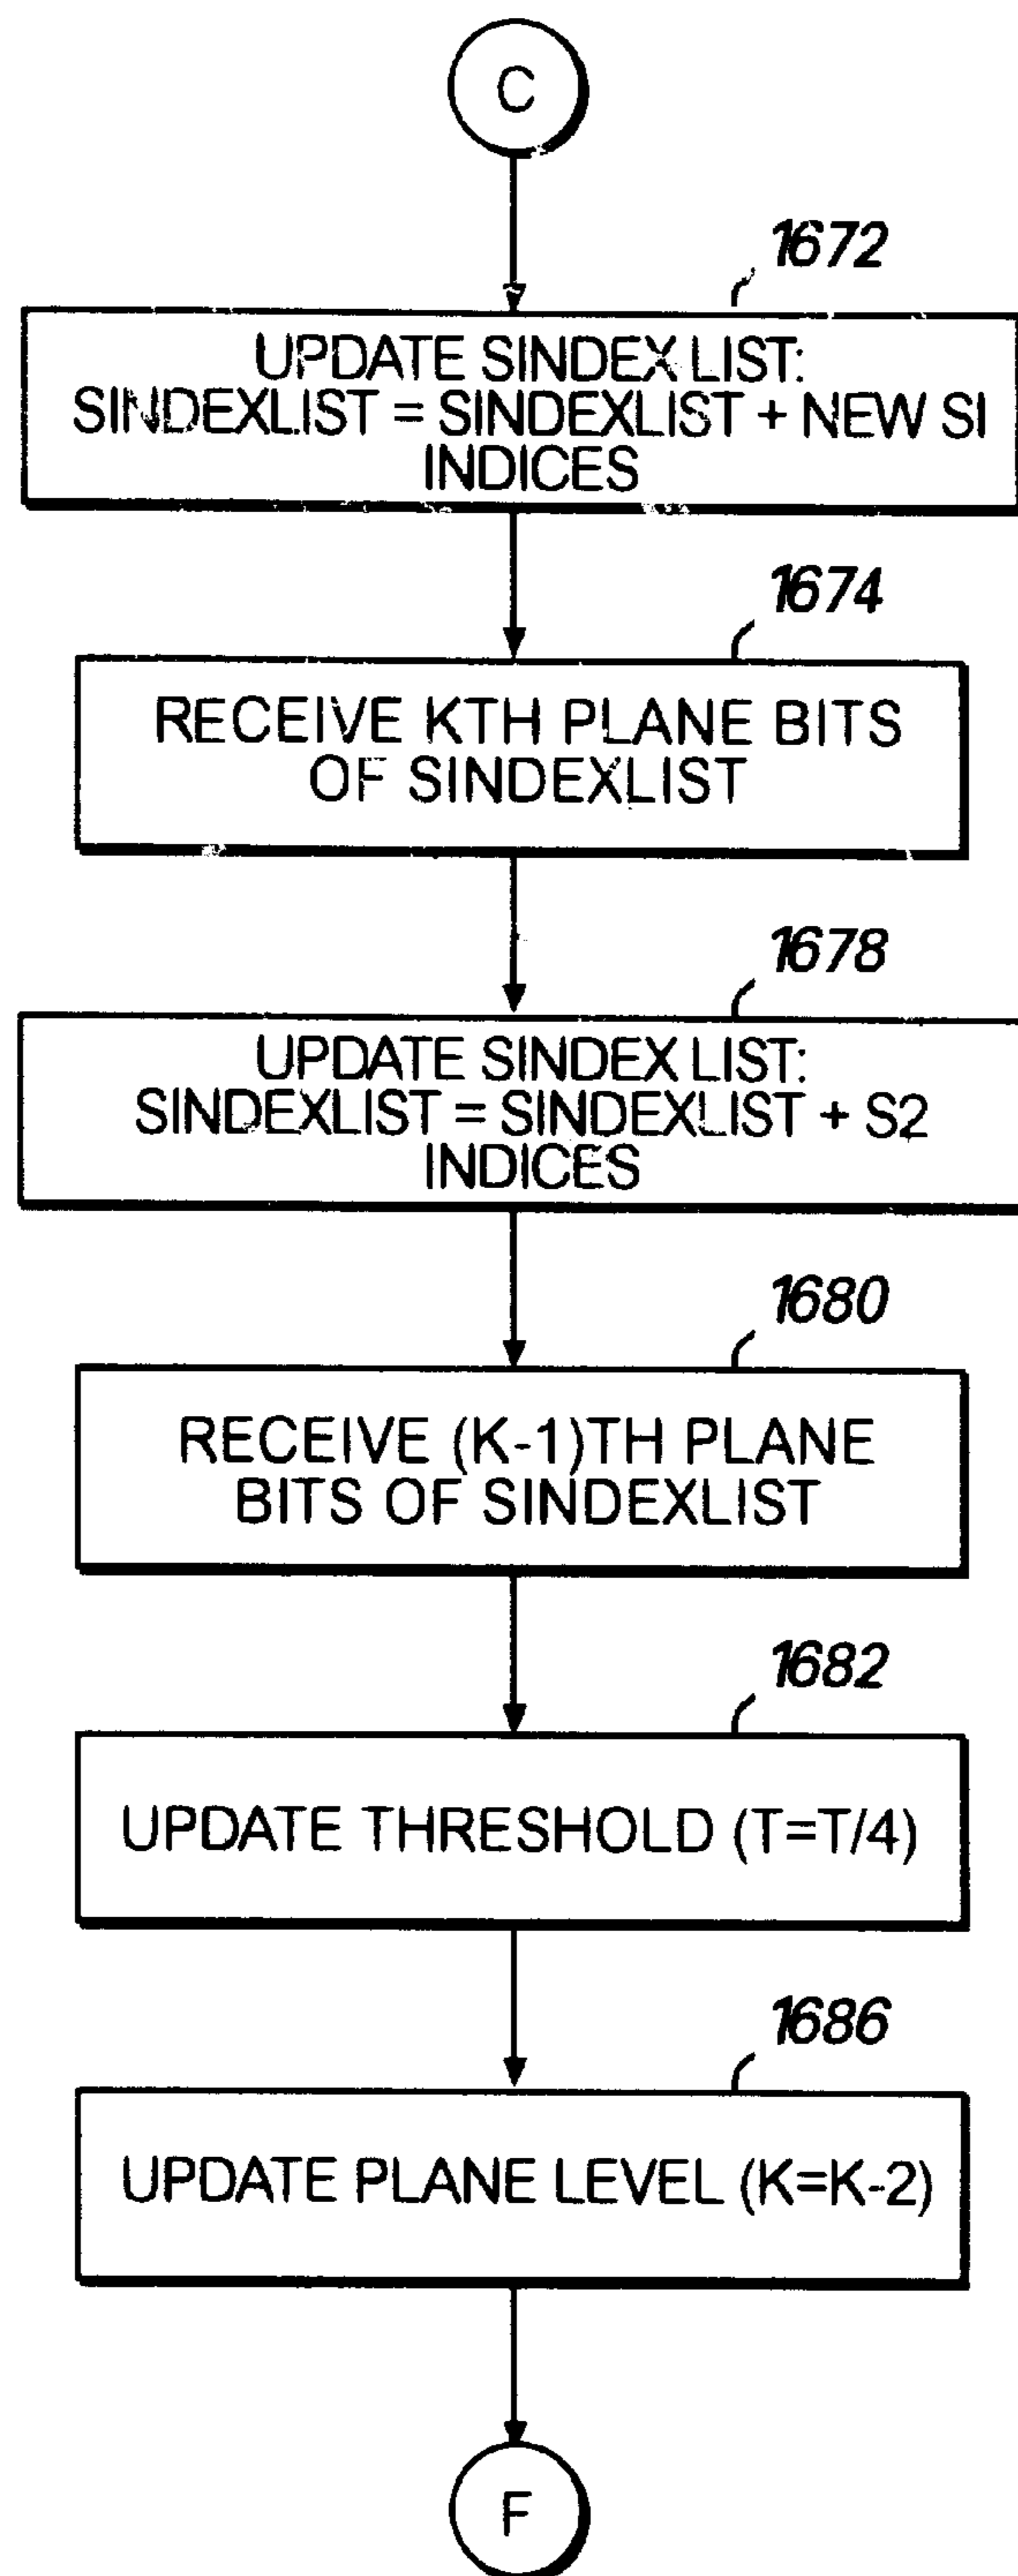 C
1672
UPDATE SINDEX LIST:
SINDEXLIST = SINDEXLIST + NEW SI
INDICES
1674
RECEIVE KTH PLANE BITS
OF SINDEXLIST
1678
UPDATE SINDEX LIST:
SINDEXLIST = SINDEXLIST + S2
INDICES
1680
RECEIVE (K-1)TH PLANE
BITS OF SINDEXLIST
1682
UPDATE THRESHOLD (T=T/4)
1686
UPDATE PLANE LEVEL (K=K-2)
F